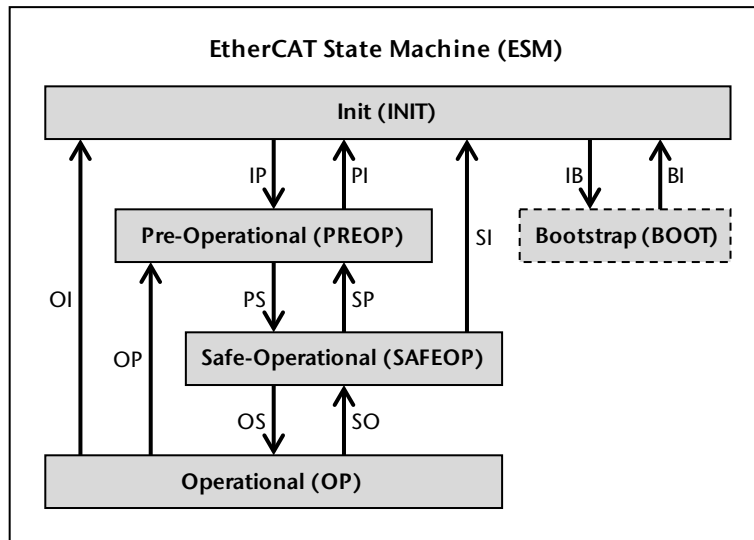 EtherCAT State Machine (ESM)
Init (INIT)
IP
PI
IB
BI
Pre-Operational (PREOP)
Bootstrap (BOOT)
SI
OI
PS
SP
OP
Safe-Operational (SAFEOP)
OS
SO
Operational (OP)